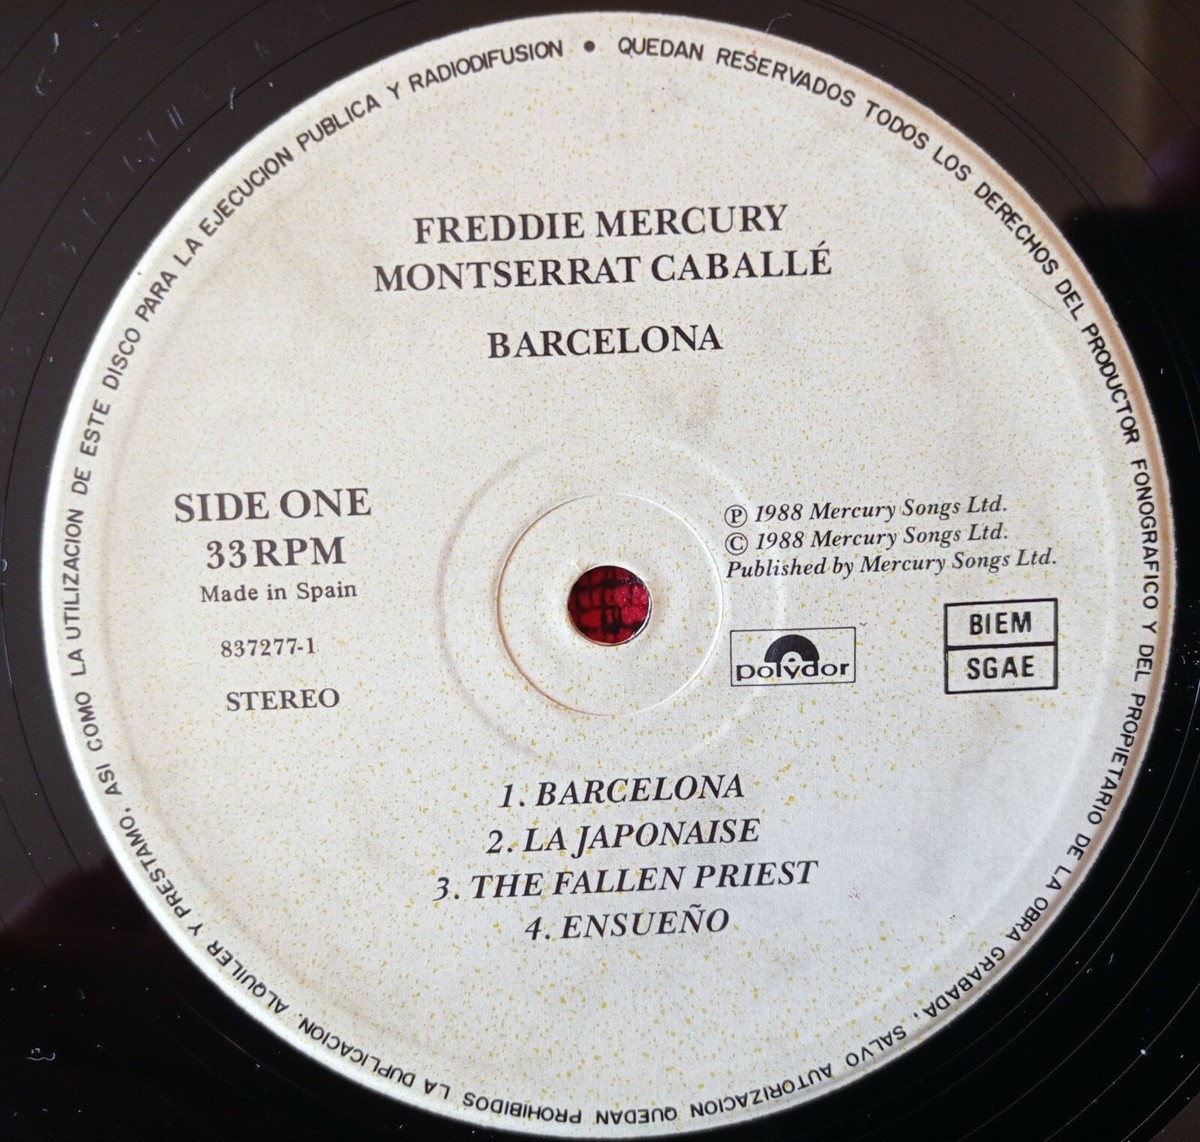 QUEDAN RESERVADOS TODOS LOS DERECHOS DEL PRODUCTOR FONOGRAFICO Y DEL PROPIETARIO DE LA OBRA GRABADA, SALVO AUTORIZACION QUEDAN PROHIBIDOS LA DUPLICACION, ALQUILER Y PRESTAMO, ASI COMO LA UTILIZACION DE ESTE DISCO PARA LA EJECUCION PUBLICA Y RADIODIFUSION •
FREDDIE MERCURY
MONTSERRAT CABALLÉ
BARCELONA
SIDE ONE
33RPM
Made in Spain
837277-1
STEREO
Ⓟ 1988 Mercury Songs Ltd.
© 1988 Mercury Songs Ltd.
Published by Mercury Songs Ltd.
polydor
BIEM
SGAE
1. BARCELONA
2. LA JAPONAISE
3. THE FALLEN PRIEST
4. ENSUEÑO